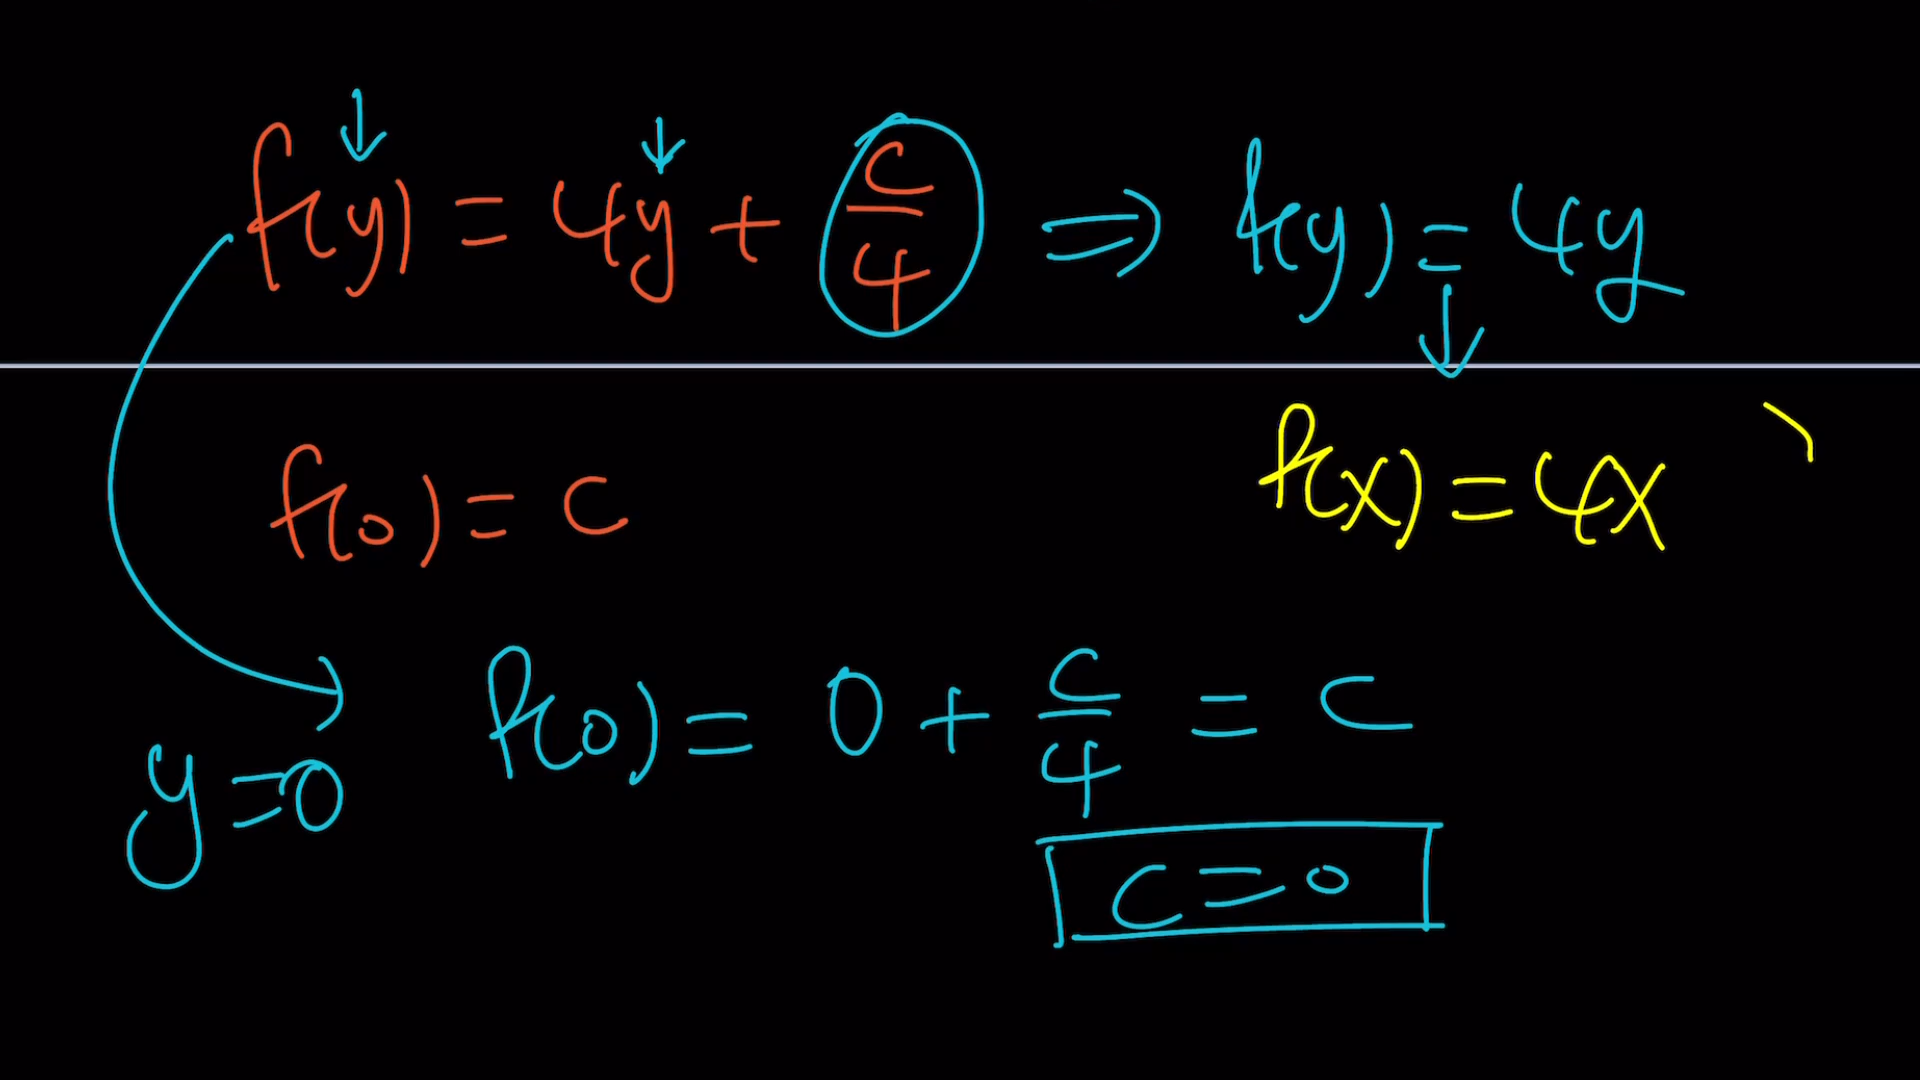 f(y) = 4y + c/4 ⇒ f(y) = 4y
f(0) = c
f(x) = 4x
f(0) = 0 + c/4 = c
y = 0
c = 0